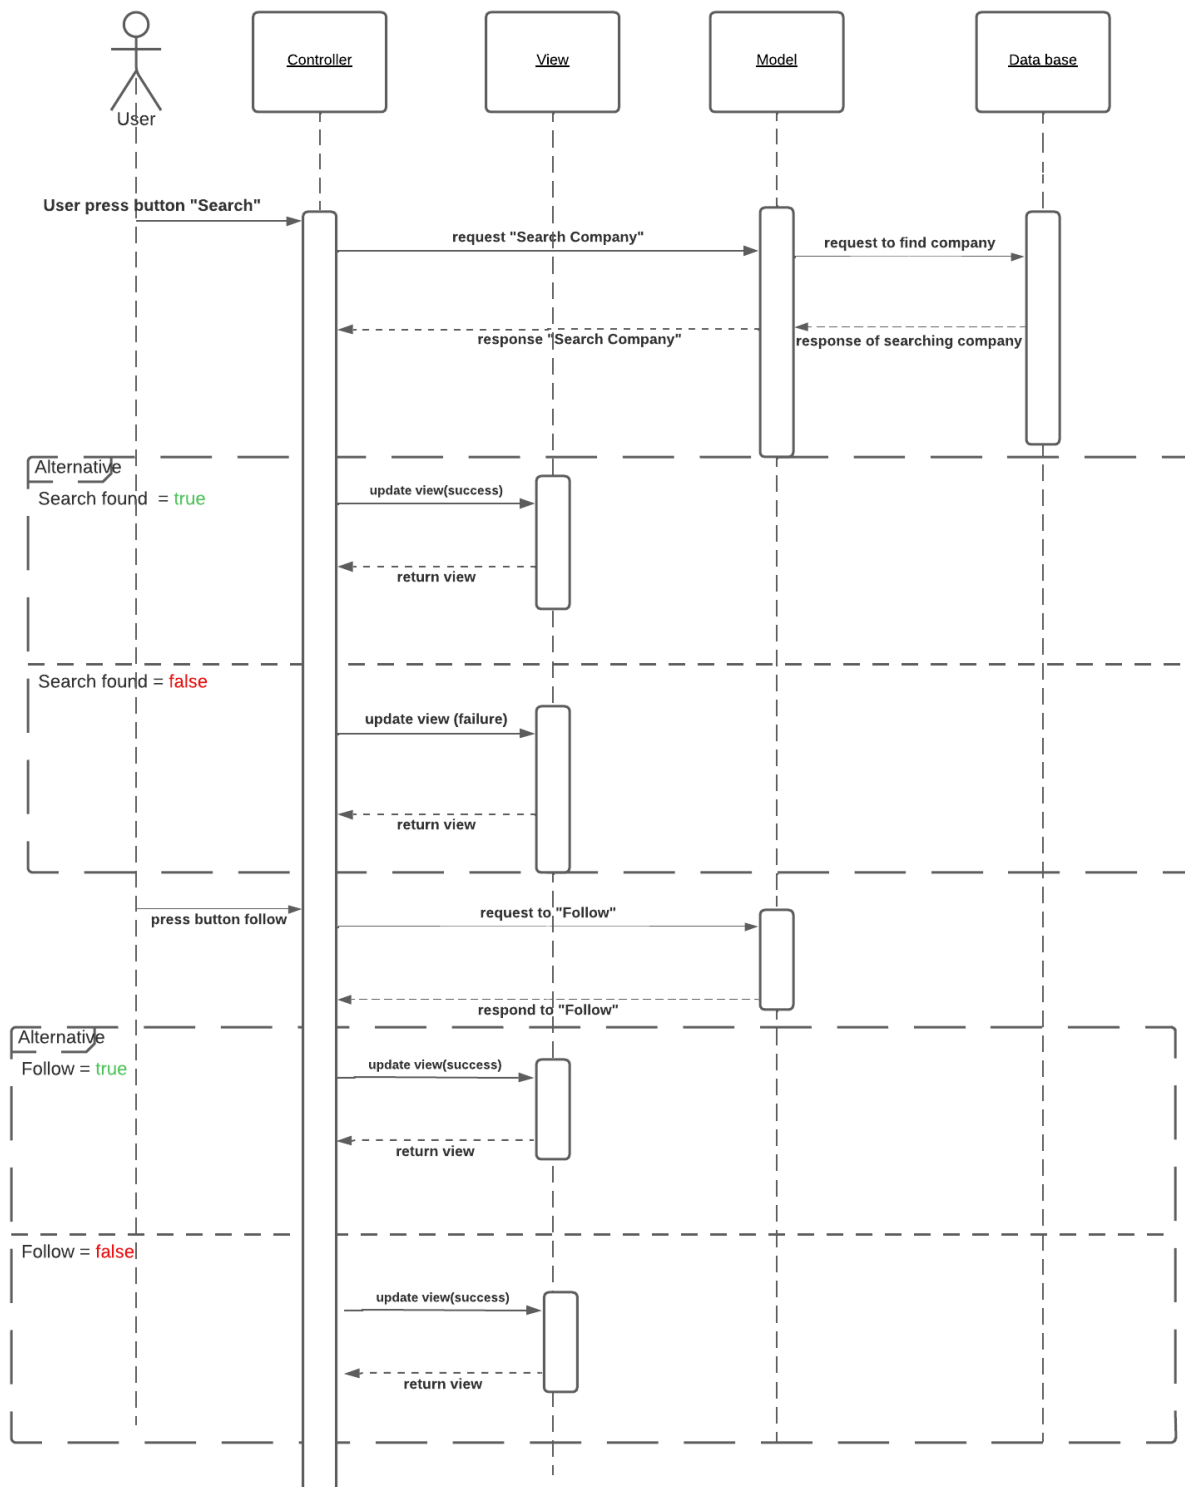 User
Controller
View
Model
Data base
User press button "Search"
request "Search Company"
request to find company
response "Search Company"
response of searching company
Alternative
Search found = true
update view(success)
return view
Search found = false
update view (failure)
return view
press button follow
request to "Follow"
respond to "Follow"
Alternative
Follow = true
update view(success)
return view
Follow = false
update view(success)
return view